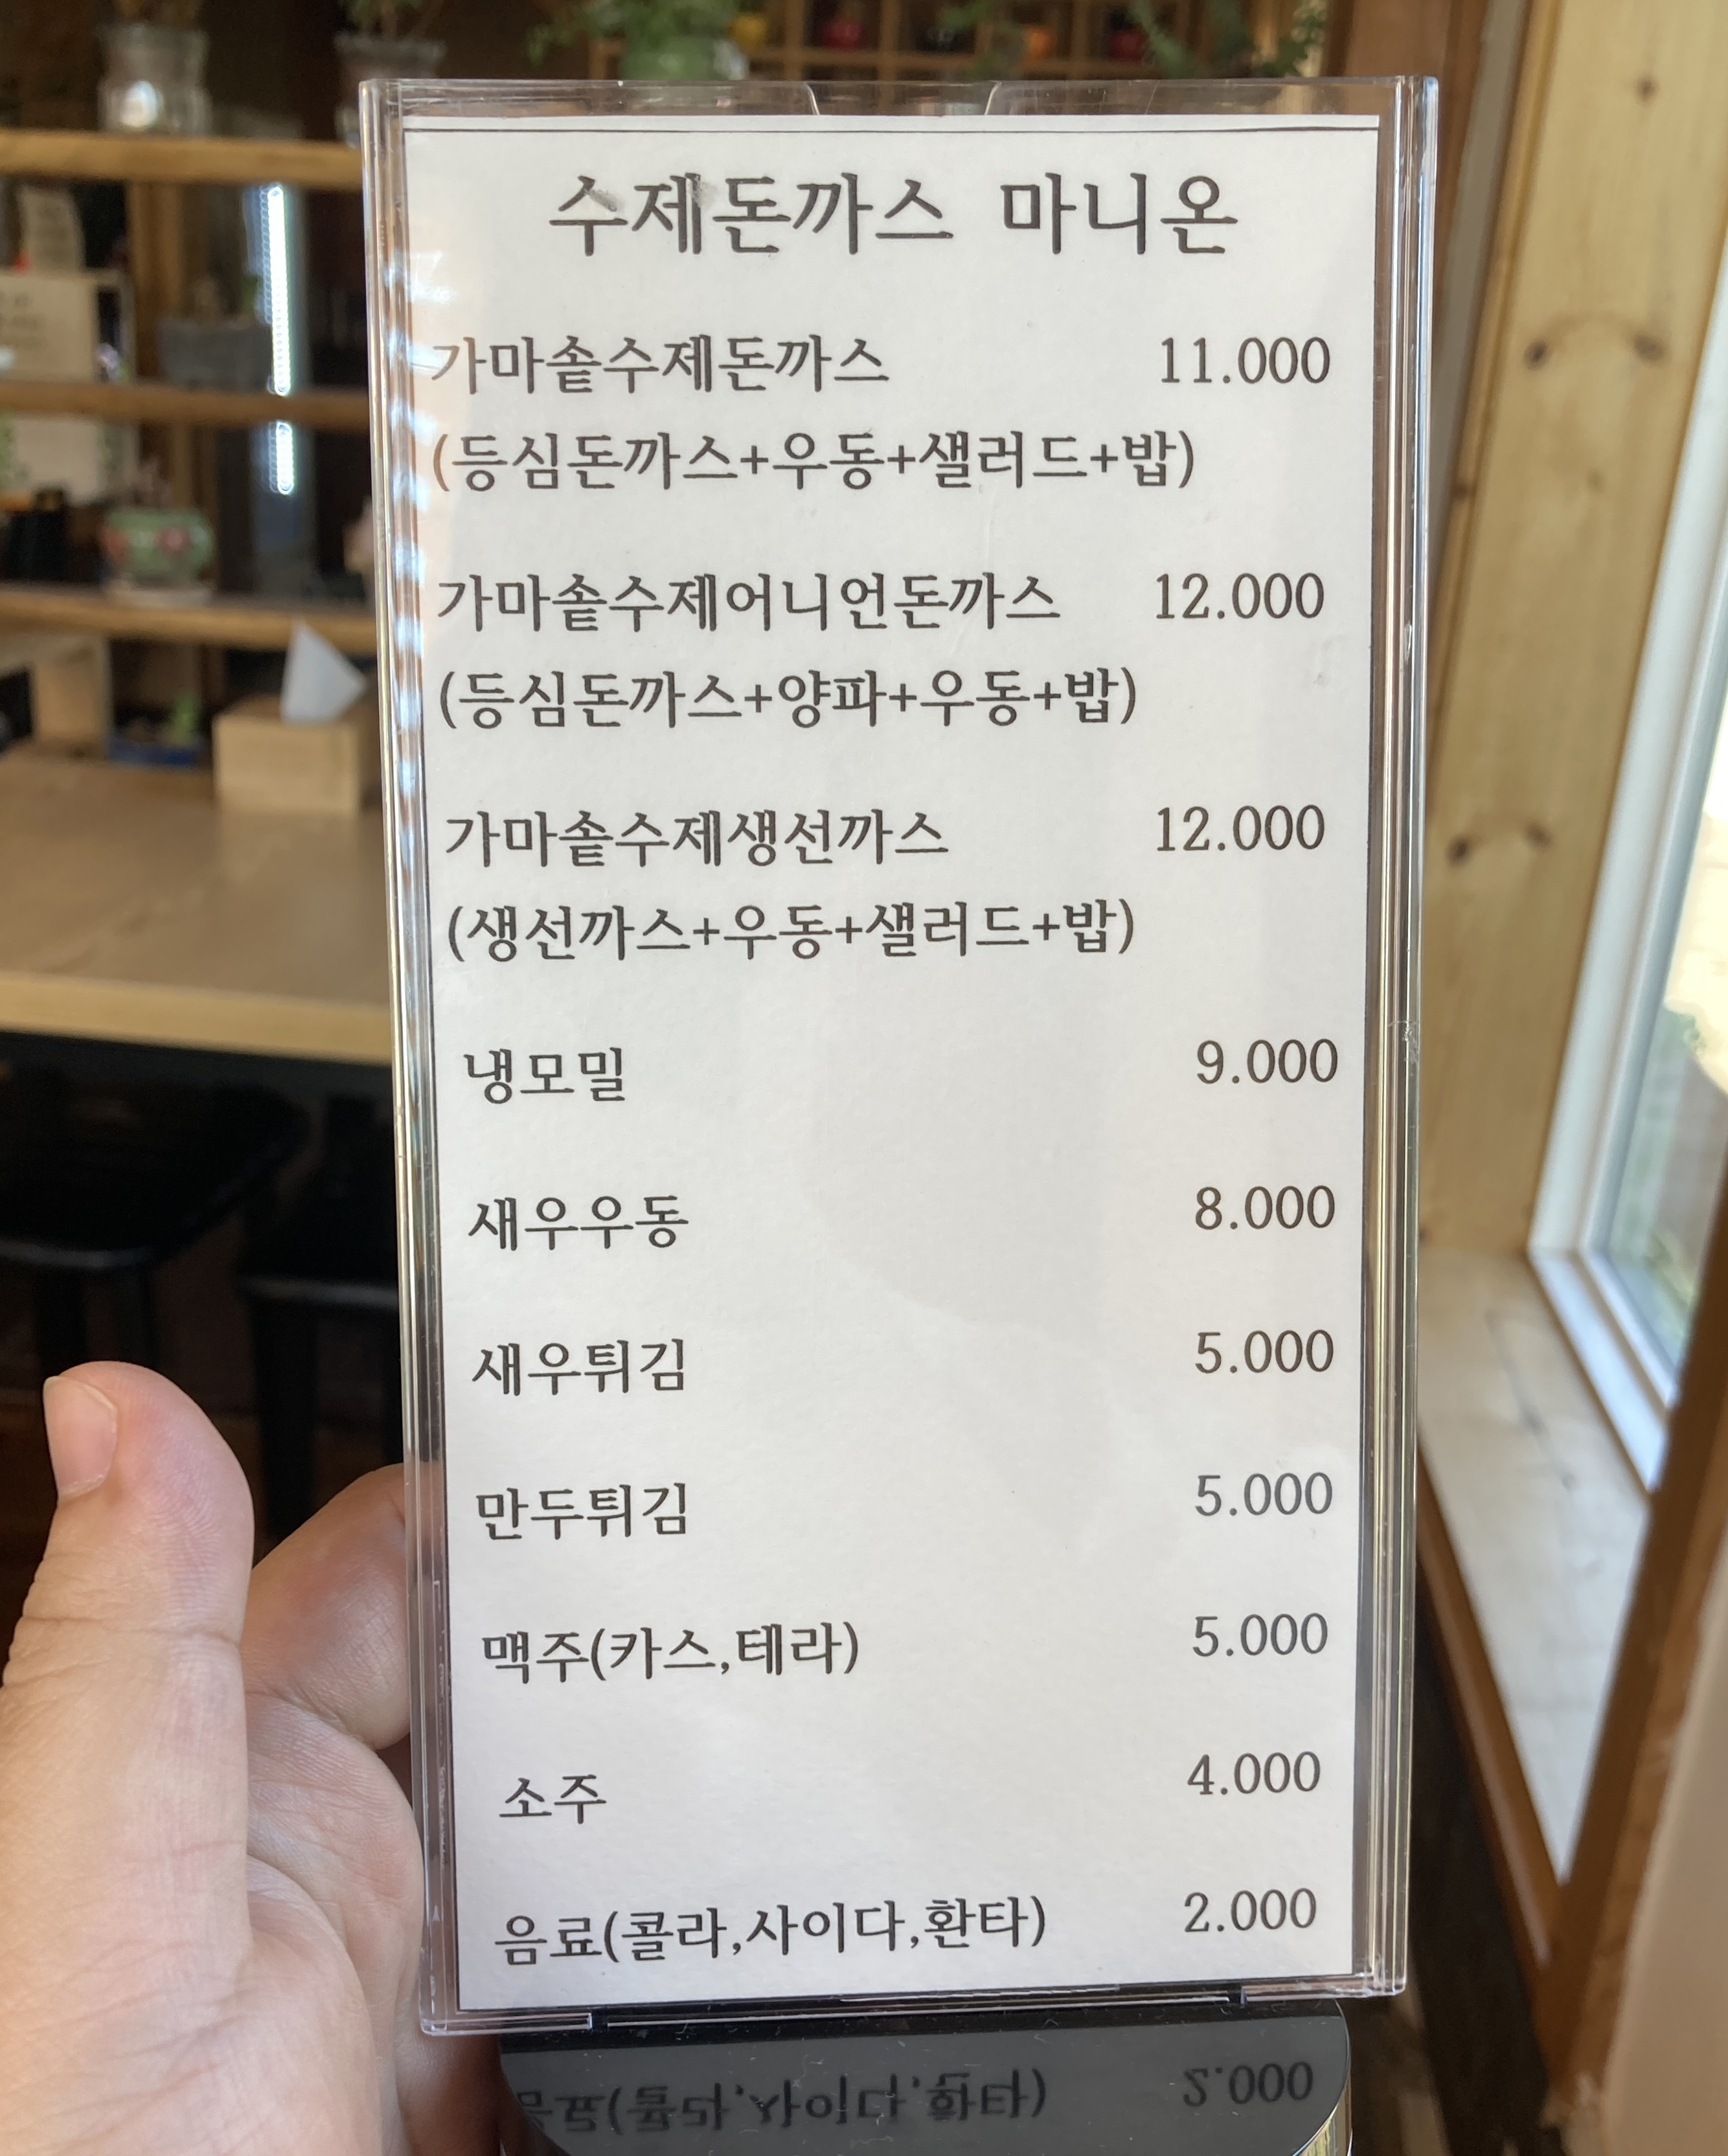 수제돈까스 마니온
가마솥수제돈까스 11.000
(등심돈까스+우동+샐러드+밥)
가마솥수제어니언돈까스 12.000
(등심돈까스+양파+우동+밥)
가마솥수제생선까스 12.000
(생선까스+우동+샐러드+밥)
냉모밀 9.000
새우우동 8.000
새우튀김 5.000
만두튀김 5.000
맥주(카스,테라) 5.000
소주 4.000
음료(콜라,사이다,환타) 2.000